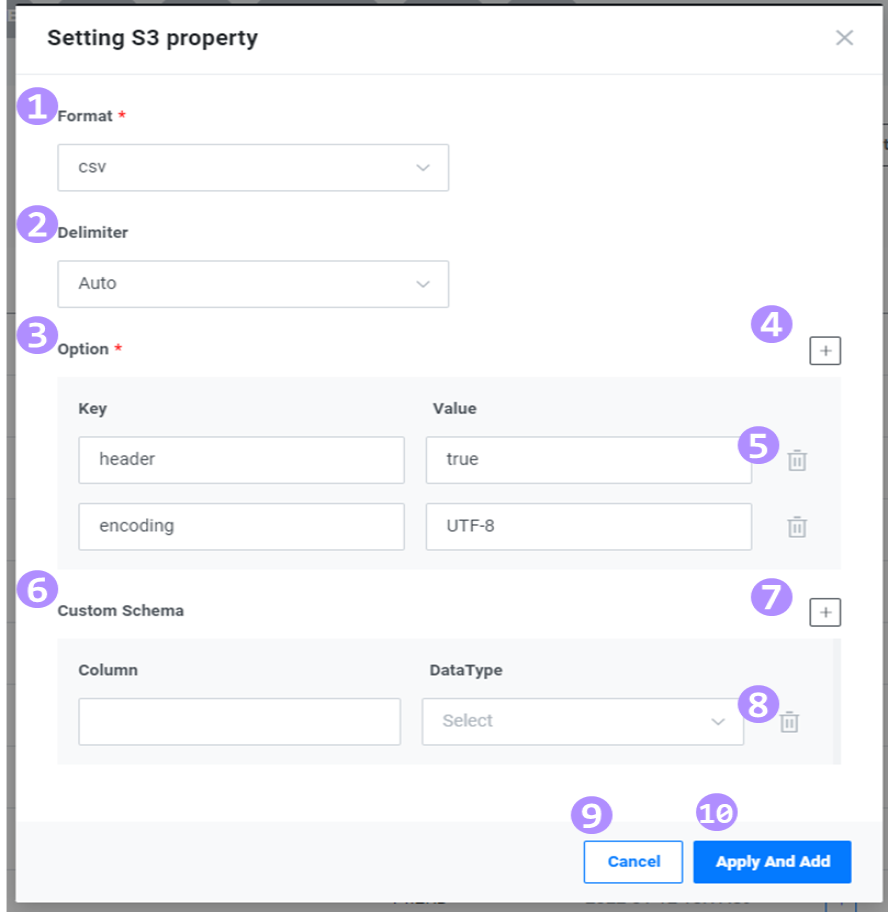 Setting S3 property
1
Format *
csv
2
Delimiter
Auto
3
Option *
4
+
Key Value
header true
5
encoding UTF-8
6
Custom Schema
7
+
Column DataType
Select
8
9
10
Cancel Apply And Add